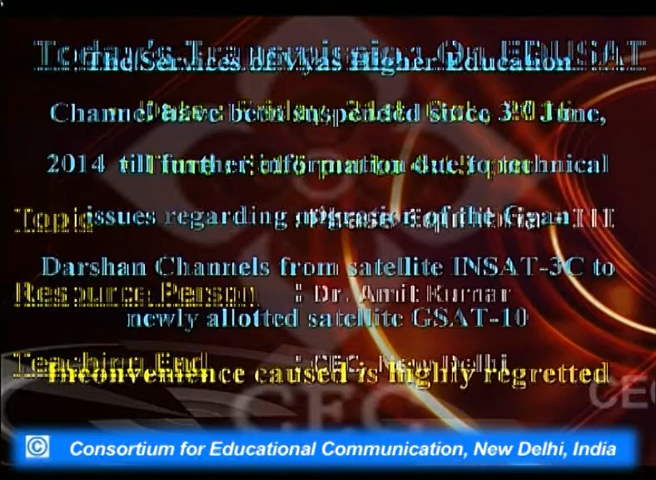 Today's Transmission On EDUSAT
The Services of Vyas Higher Education
Channel have been suspended since 3rd June,
2014 till further information due to technical
Topic
issues regarding migration of the Gyan
Darshan Channels from satellite INSAT-3C to
Resource Person : Dr. Amit Kumar
newly allotted satellite GSAT-10
Teaching End : CEC, New Delhi
Inconvenience caused is highly regretted
CEC
CEC
© Consortium for Educational Communication, New Delhi, India